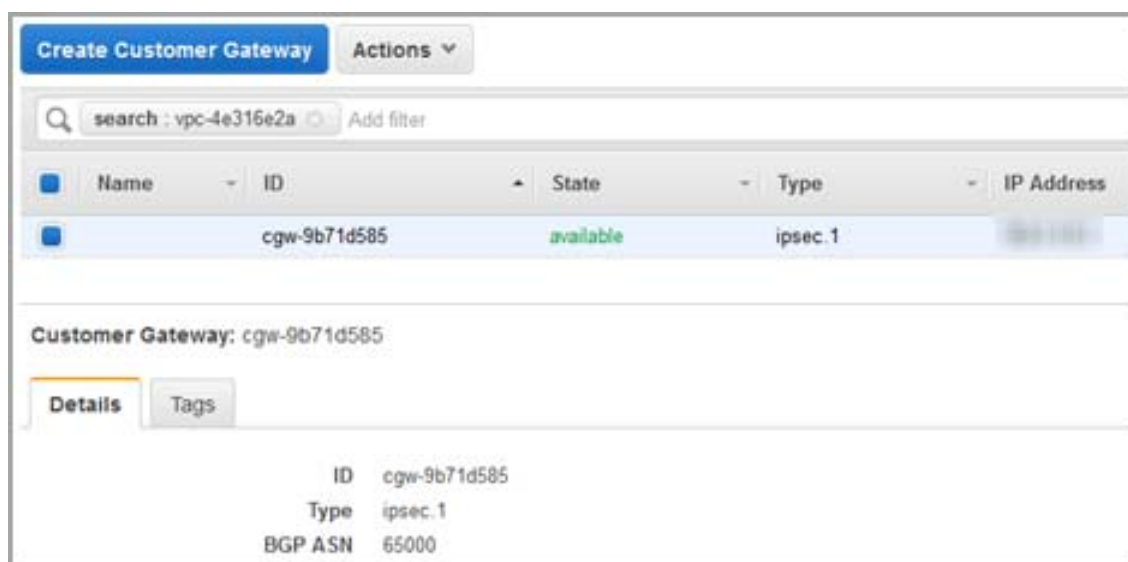 Create Customer Gateway Actions
search : vpc-4e316e2a Add filter
Name ID State Type IP Address
cgw-9b71d585 available ipsec.1
Customer Gateway: cgw-9b71d585
Details Tags
ID cgw-9b71d585
Type ipsec.1
BGP ASN 65000